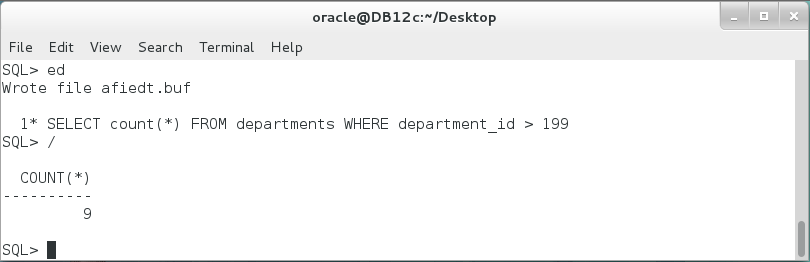 oracle@DB12c:~/Desktop
File Edit View Search Terminal Help
SQL> ed
Wrote file afiedt.buf
1* SELECT count(*) FROM departments WHERE department_id > 199
SQL> /
COUNT(*)
----------
9
SQL>